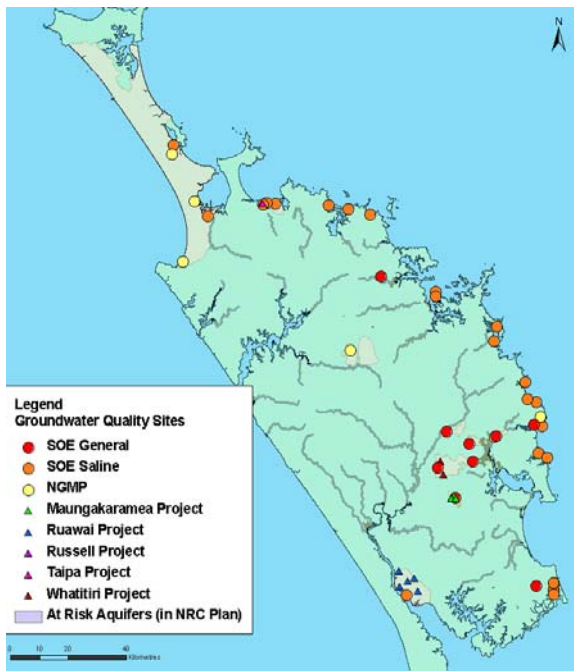 N
Legend
Groundwater Quality Sites
SOE General
SOE Saline
NGMP
Maungakaramea Project
Ruawai Project
Russell Project
Taipa Project
Whatitiri Project
At Risk Aquifers (in NRC Plan)
0 10 20 40
Kilometres